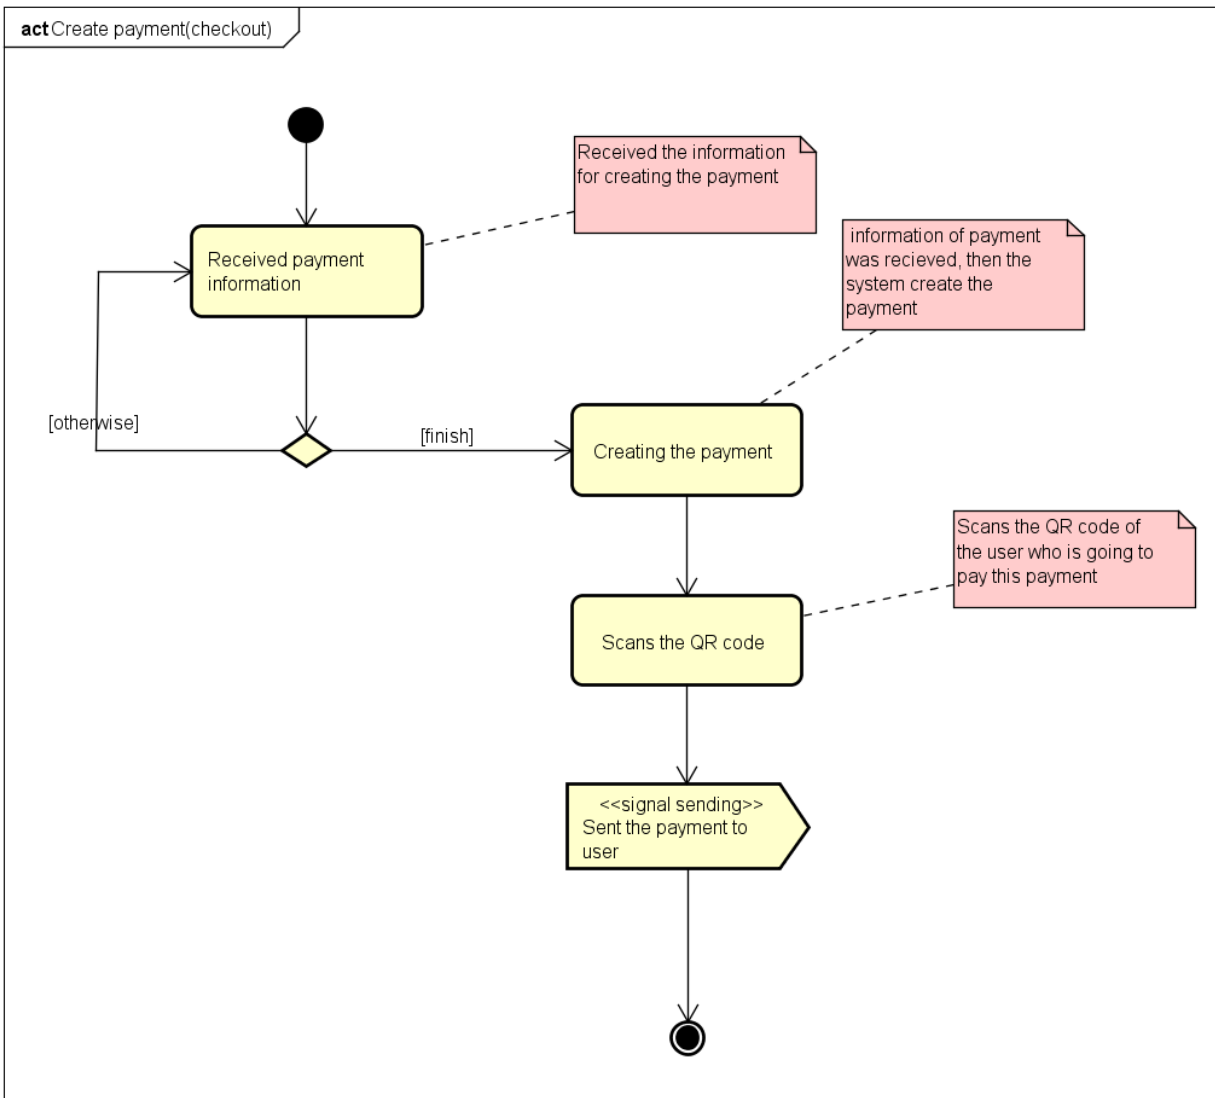 act Create payment(checkout)
Received the information
for creating the payment
Received payment
information
information of payment
was recieved, then the
system create the
payment
[otherwise]
[finish]
Creating the payment
Scans the QR code of
the user who is going to
pay this payment
Scans the QR code
<<signal sending>>
Sent the payment to
user